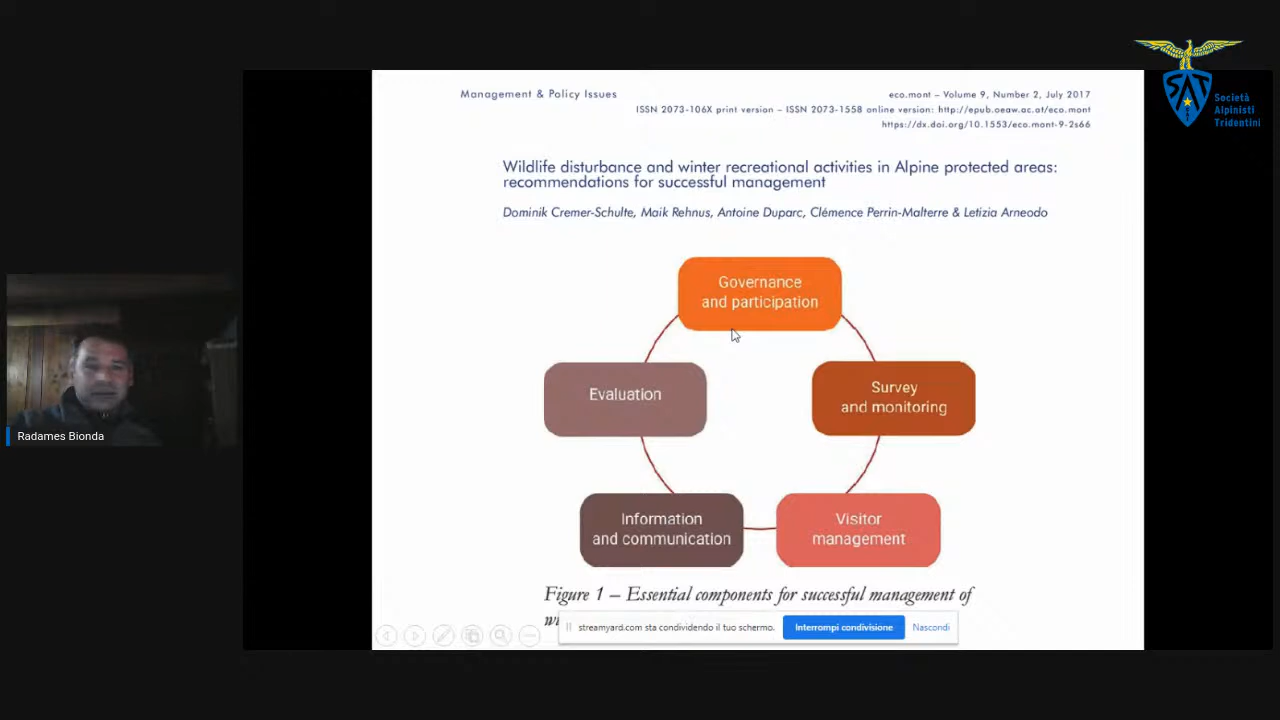 SAT
Società
Alpinisti
Tridentini
Management & Policy Issues
eco.mont – Volume 9, Number 2, July 2017
ISSN 2073-106X print version – ISSN 2073-1558 online version: http://epub.oeaw.ac.at/eco.mont
https://dx.doi.org/10.1553/eco.mont-9-2s66
Wildlife disturbance and winter recreational activities in Alpine protected areas:
recommendations for successful management
Dominik Cremer-Schulte, Maik Rehnus, Antoine Duparc, Clémence Perrin-Malterre & Letizia Arneodo
Governance
and participation
Evaluation
Survey
and monitoring
Information
and communication
Visitor
management
Figure 1 – Essential components for successful management of
streamyard.com sta condividendo il tuo schermo.
Interrompi condivisione
Nascondi
Radames Bionda